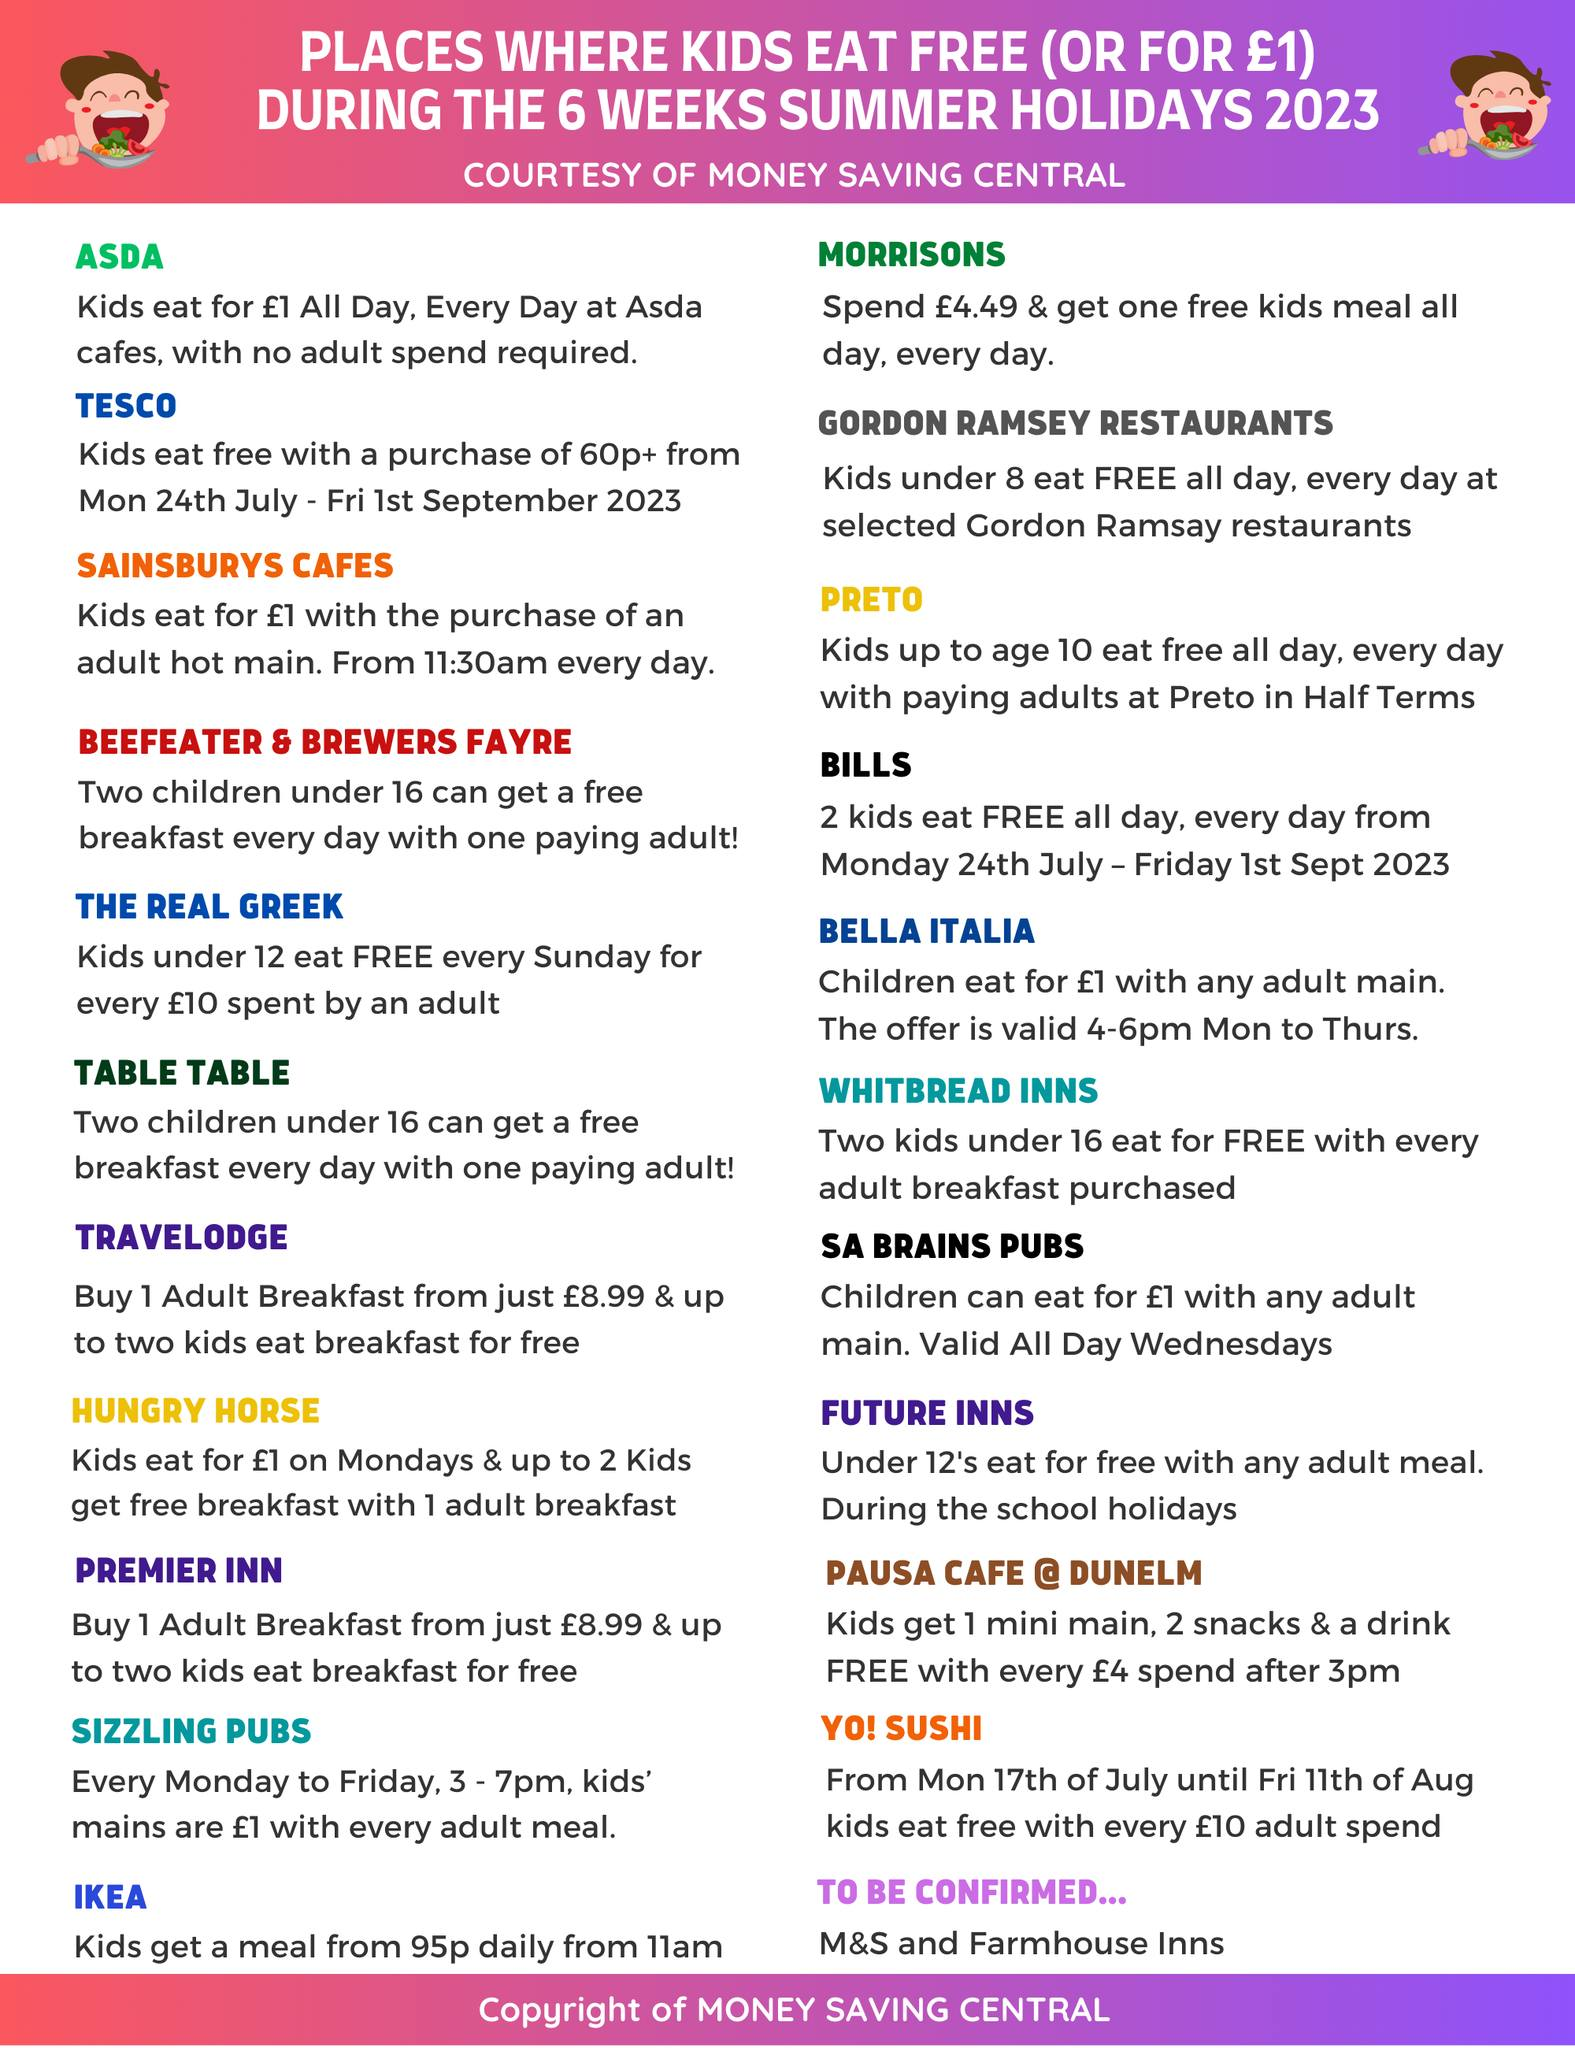 PLACES WHERE KIDS EAT FREE (OR FOR £1)
DURING THE 6 WEEKS SUMMER HOLIDAYS 2023
COURTESY OF MONEY SAVING CENTRAL
ASDA
Kids eat for £1 All Day, Every Day at Asda
cafes, with no adult spend required.
TESCO
Kids eat free with a purchase of 60p+ from
Mon 24th July - Fri 1st September 2023
SAINSBURYS CAFES
Kids eat for £1 with the purchase of an
adult hot main. From 11:30am every day.
BEEFEATER & BREWERS FAYRE
Two children under 16 can get a free
breakfast every day with one paying adult!
THE REAL GREEK
Kids under 12 eat FREE every Sunday for
every £10 spent by an adult
TABLE TABLE
Two children under 16 can get a free
breakfast every day with one paying adult!
TRAVELODGE
Buy 1 Adult Breakfast from just £8.99 & up
to two kids eat breakfast for free
HUNGRY HORSE
Kids eat for £1 on Mondays & up to 2 Kids
get free breakfast with 1 adult breakfast
PREMIER INN
Buy 1 Adult Breakfast from just £8.99 & up
to two kids eat breakfast for free
SIZZLING PUBS
Every Monday to Friday, 3 - 7pm, kids’
mains are £1 with every adult meal.
IKEA
Kids get a meal from 95p daily from 11am
MORRISONS
Spend £4.49 & get one free kids meal all
day, every day.
GORDON RAMSEY RESTAURANTS
Kids under 8 eat FREE all day, every day at
selected Gordon Ramsay restaurants
PRETO
Kids up to age 10 eat free all day, every day
with paying adults at Preto in Half Terms
BILLS
2 kids eat FREE all day, every day from
Monday 24th July – Friday 1st Sept 2023
BELLA ITALIA
Children eat for £1 with any adult main.
The offer is valid 4-6pm Mon to Thurs.
WHITBREAD INNS
Two kids under 16 eat for FREE with every
adult breakfast purchased
SA BRAINS PUBS
Children can eat for £1 with any adult
main. Valid All Day Wednesdays
FUTURE INNS
Under 12's eat for free with any adult meal.
During the school holidays
PAUSA CAFE @ DUNELM
Kids get 1 mini main, 2 snacks & a drink
FREE with every £4 spend after 3pm
YO! SUSHI
From Mon 17th of July until Fri 11th of Aug
kids eat free with every £10 adult spend
TO BE CONFIRMED...
M&S and Farmhouse Inns
Copyright of MONEY SAVING CENTRAL